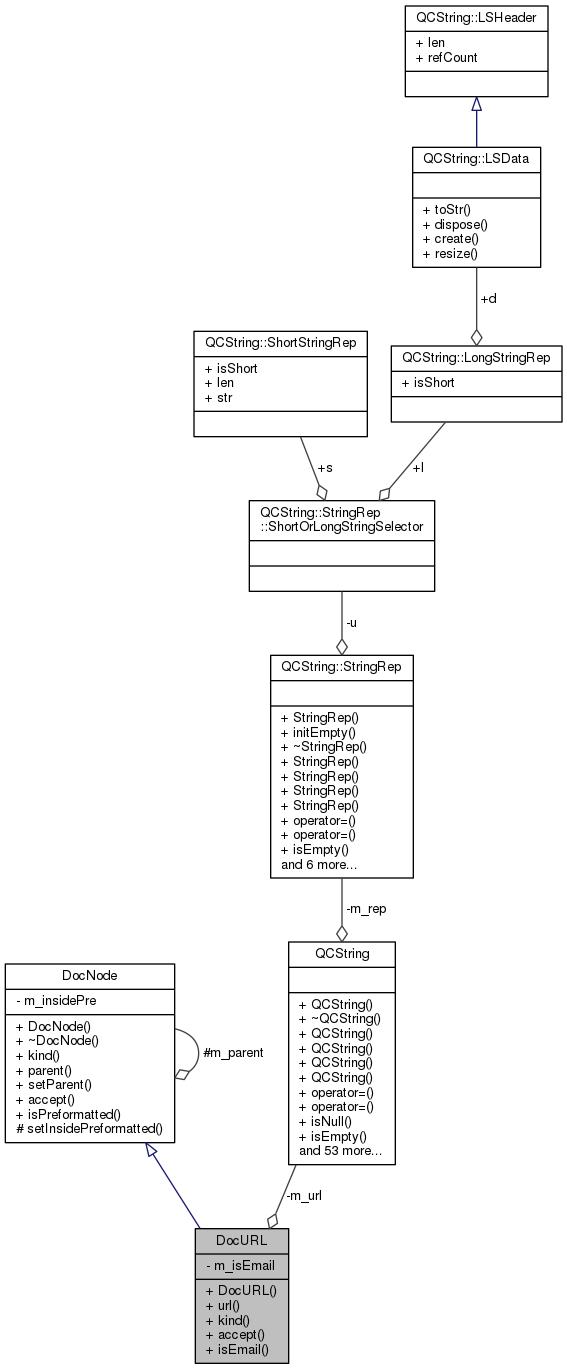 QCString::LSHeader
+ len
+ refCount
QCString::LSData
+ toStr()
+ dispose()
+ create()
+ resize()
+d
QCString::ShortStringRep
+ isShort
+ len
+ str
QCString::LongStringRep
+ isShort
+s
+l
QCString::StringRep
::ShortOrLongStringSelector
-u
QCString::StringRep
+ StringRep()
+ initEmpty()
+ ~StringRep()
+ StringRep()
+ StringRep()
+ StringRep()
+ StringRep()
+ operator=()
+ operator=()
+ isEmpty()
and 6 more...
-m_rep
QCString
+ QCString()
+ ~QCString()
+ QCString()
+ QCString()
+ QCString()
+ QCString()
+ operator=()
+ operator=()
+ isNull()
+ isEmpty()
and 53 more...
DocNode
- m_insidePre
+ DocNode()
+ ~DocNode()
+ kind()
+ parent()
+ setParent()
+ accept()
+ isPreformatted()
# setInsidePreformatted()
#m_parent
-m_url
DocURL
- m_isEmail
+ DocURL()
+ url()
+ kind()
+ accept()
+ isEmail()